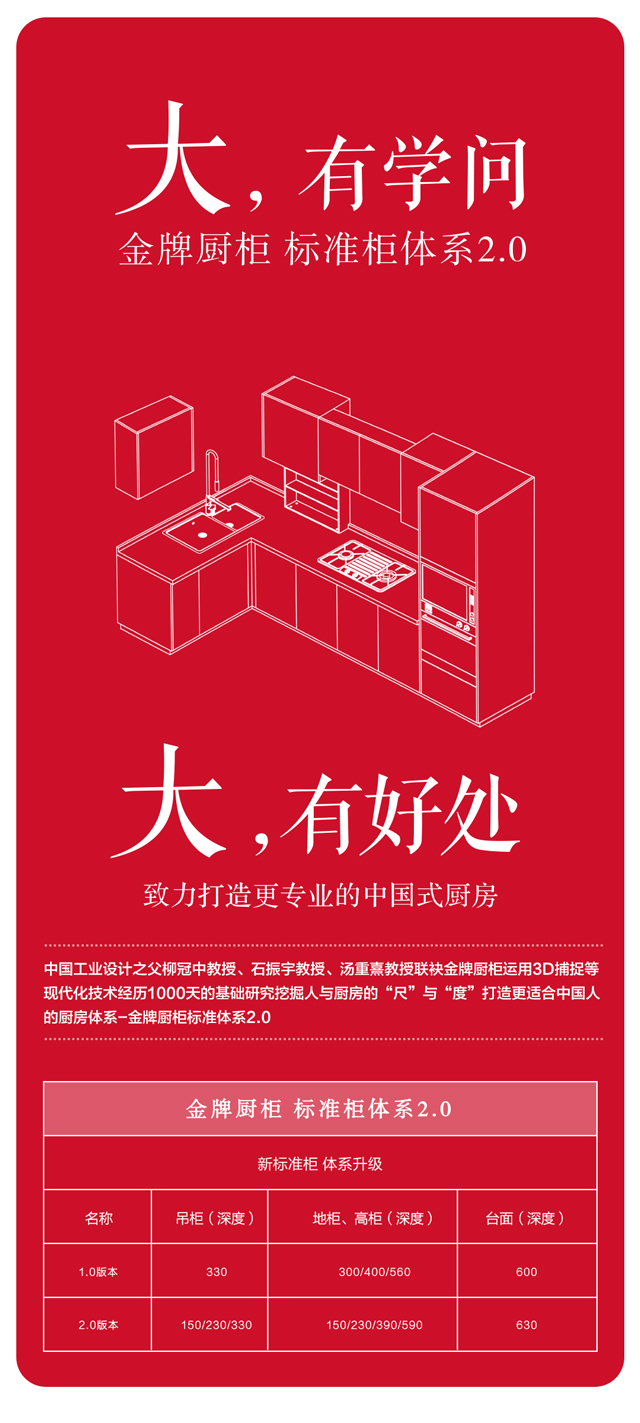 大，有学问
金牌厨柜 标准柜体系2.0
大，有好处
致力打造更专业的中国式厨房
中国工业设计之父柳冠中教授、石振宇教授、汤重熹教授联袂金牌厨柜运用3D捕捉等
现代化技术经历1000天的基础研究挖掘人与厨房的“尺”与“度”打造更适合中国人
的厨房体系-金牌厨柜标准体系2.0
金牌厨柜 标准柜体系2.0
新标准柜 体系升级
名称 吊柜（深度） 地柜、高柜（深度） 台面（深度）
1.0版本 330 300/400/560 600
2.0版本 150/230/330 150/230/390/590 630